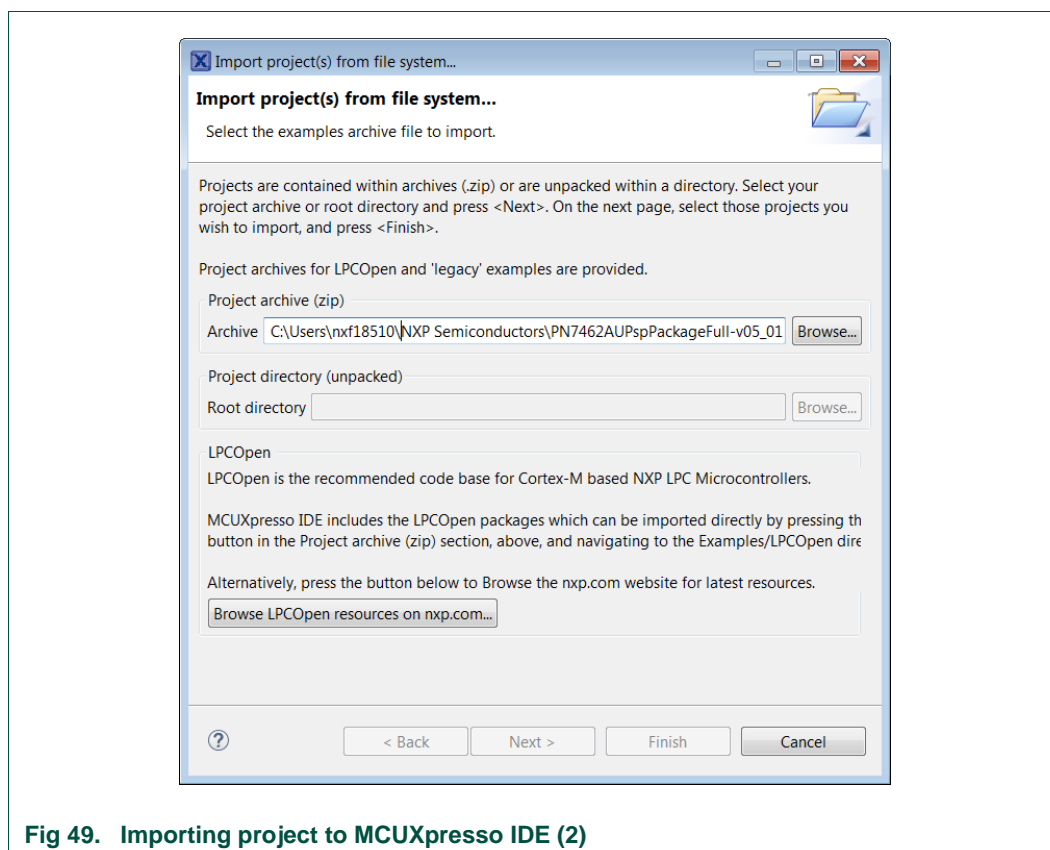 Import project(s) from file system...
Import project(s) from file system...
Select the examples archive file to import.
Projects are contained within archives (.zip) or are unpacked within a directory. Select your
project archive or root directory and press <Next>. On the next page, select those projects you
wish to import, and press <Finish>.
Project archives for LPCOpen and 'legacy' examples are provided.
Project archive (zip)
Archive C:\Users\nxf18510\NXP Semiconductors\PN7462AUPspPackageFull-v05_01 Browse...
Project directory (unpacked)
Root directory Browse...
LPCOpen
LPCOpen is the recommended code base for Cortex-M based NXP LPC Microcontrollers.
MCUXpresso IDE includes the LPCOpen packages which can be imported directly by pressing th
button in the Project archive (zip) section, above, and navigating to the Examples/LPCOpen dire
Alternatively, press the button below to Browse the nxp.com website for latest resources.
Browse LPCOpen resources on nxp.com...
? < Back Next > Finish Cancel
Fig 49. Importing project to MCUXpresso IDE (2)